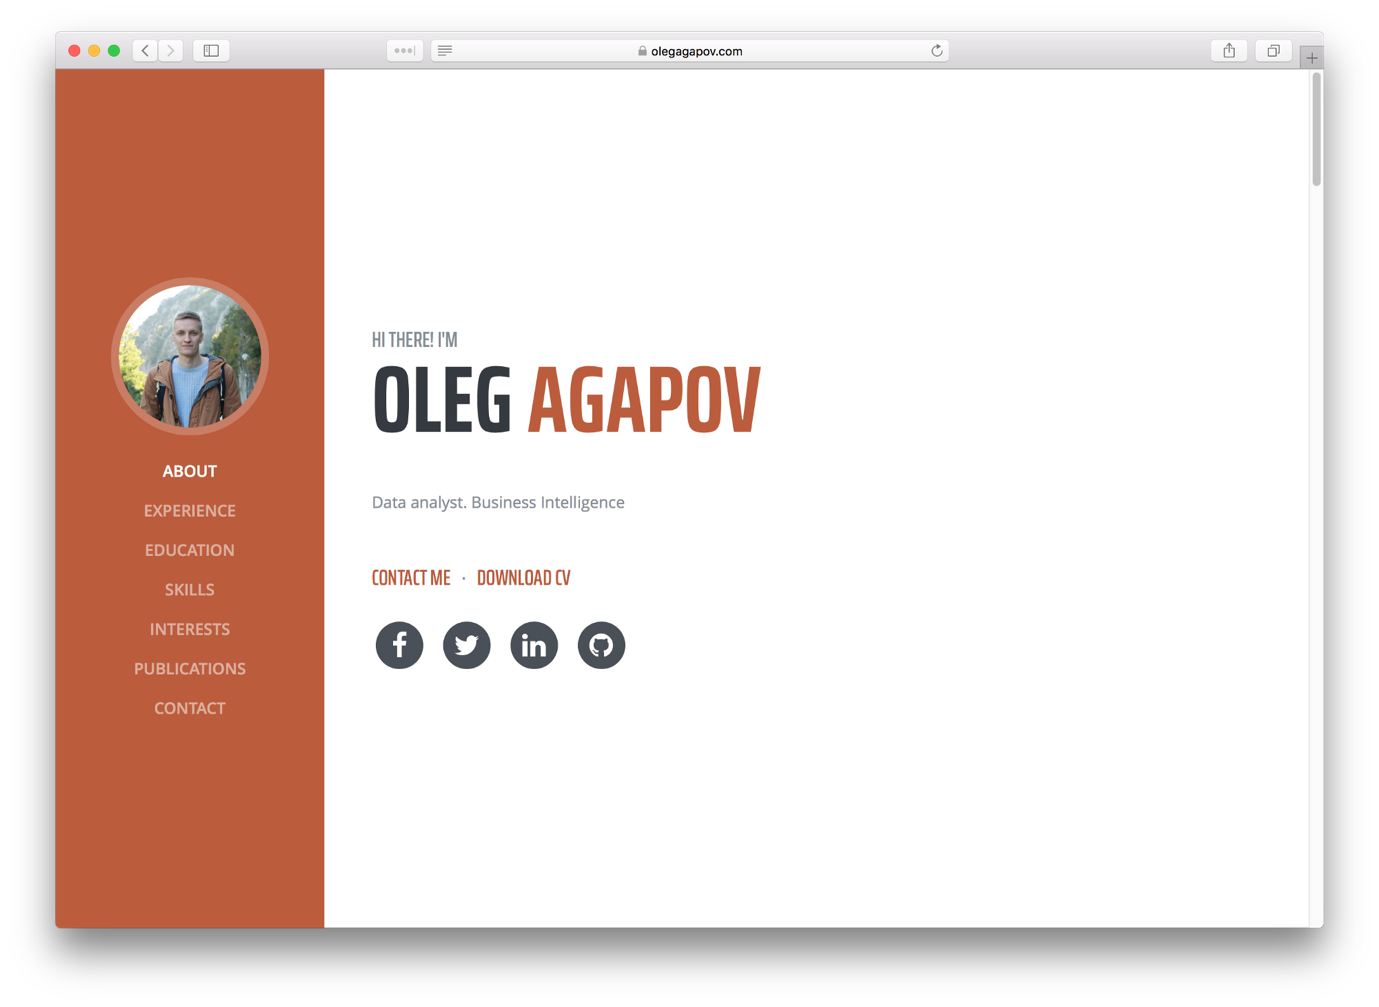 olegagapov.com
ABOUT
EXPERIENCE
EDUCATION
SKILLS
INTERESTS
PUBLICATIONS
CONTACT
HI THERE! I'M
OLEG AGAPOV
Data analyst. Business Intelligence
CONTACT ME · DOWNLOAD CV